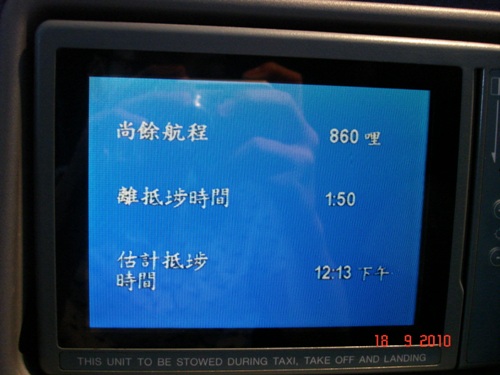 尚餘航程 860 哩
離抵埗時間 1:50
估計抵埗
時間 12:13 下午
18 9 2010
THIS UNIT TO BE STOWED DURING TAXI, TAKE OFF AND LANDING